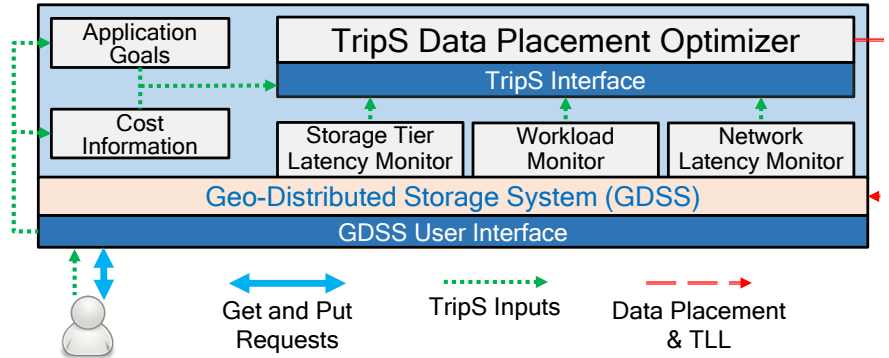 Application
Goals
TripS Data Placement Optimizer
TripS Interface
Cost
Information
Storage Tier
Latency Monitor
Workload
Monitor
Network
Latency Monitor
Geo-Distributed Storage System (GDSS)
GDSS User Interface
Get and Put
Requests
TripS Inputs
Data Placement
& TLL